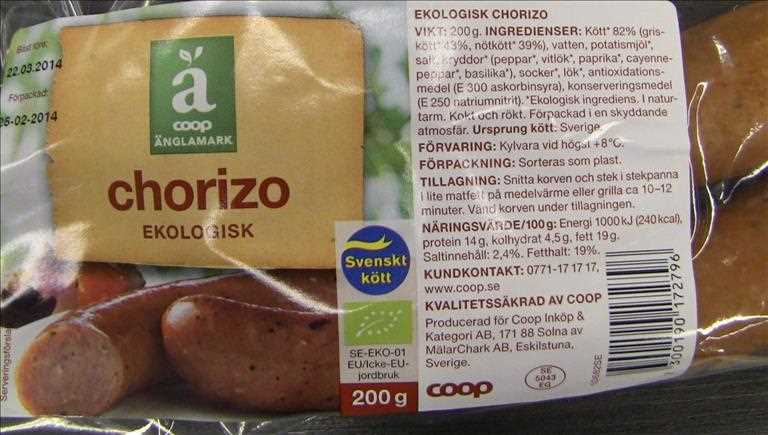 Bäst före:
22.03.2014
Förpackad:
26-02-2014
å
coop
ÄNGLAMARK
chorizo
EKOLOGISK
Serveringsförslag
Svenskt
kött
SE-EKO-01
EU/Icke-EU-
jordbruk
200 g
EKOLOGISK CHORIZO
VIKT: 200 g. INGREDIENSER: Kött* 82% (gris-
kött* 43%, nötkött* 39%), vatten, potatismjöl*,
salt, kryddor* (peppar*, vitlök*, paprika*, cayenne-
peppar*, basilika*), socker*, lök*, antioxidations-
medel (E 300 askorbinsyra), konserveringsmedel
(E 250 natriumnitrit). *Ekologisk ingrediens. I natur-
tarm. Kokt och rökt. Förpackad i en skyddande
atmosfär. Ursprung kött: Sverige.
FÖRVARING: Kylvara vid högst +8°C.
FÖRPACKNING: Sorteras som plast.
TILLAGNING: Snitta korven och stek i stekpanna
i lite matfett på medelvärme eller grilla ca 10–12
minuter. Vänd korven under tillagningen.
NÄRINGSVÄRDE/100 g: Energi 1000 kJ (240 kcal),
protein 14 g, kolhydrat 4,5 g, fett 19 g.
Saltinnehåll: 2,4%. Fetthalt: 19%.
KUNDKONTAKT: 0771-17 17 17,
www.coop.se
KVALITETSSÄKRAD AV COOP
Producerad för Coop Inköp &
Kategori AB, 171 88 Solna av
MälarChark AB, Eskilstuna,
Sverige.
coop
SE
5043
EG
300190 172796